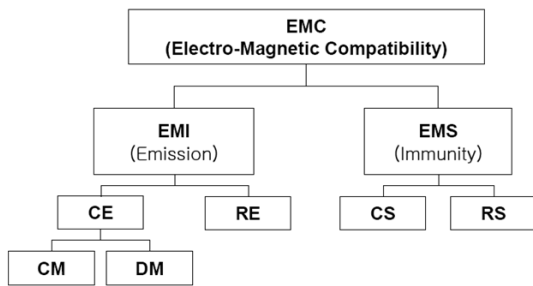 EMC
(Electro-Magnetic Compatibility)
EMI
(Emission)
EMS
(Immunity)
CE
RE
CS
RS
CM
DM